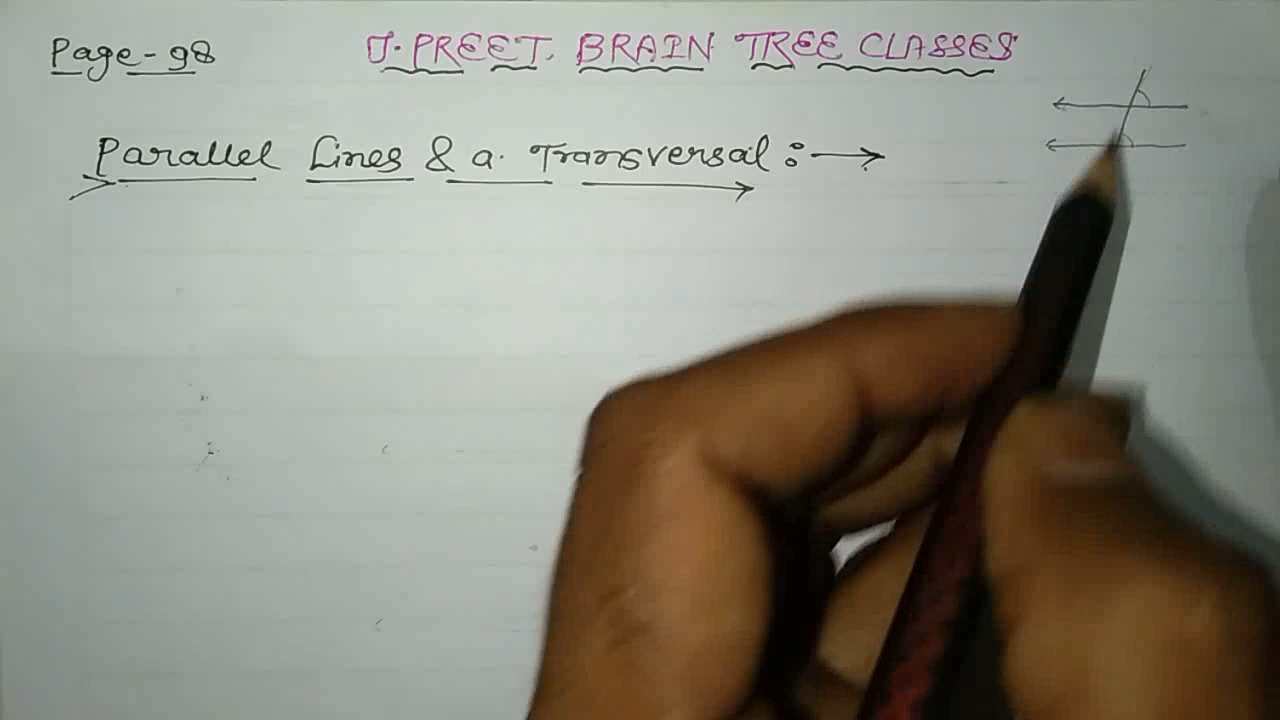 Page-98
J. PREET. BRAIN TREE CLASSES
Parallel Lines & a. Transversal :→